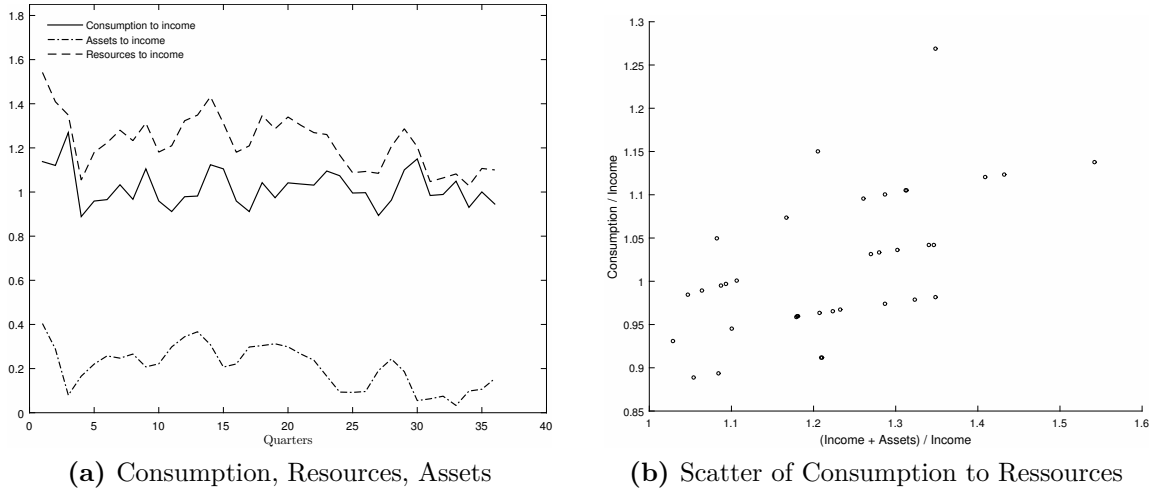 1.8
1.6
1.4
1.2
1
0.8
0.6
0.4
0.2
0
Consumption to income
Assets to income
Resources to income
0 5 10 15 20 25 30 35 40
Quarters
(a) Consumption, Resources, Assets
1.3
1.25
1.2
1.15
1.1
1.05
1
0.95
0.9
0.85
Consumption / Income
1 1.1 1.2 1.3 1.4 1.5 1.6
(Income + Assets) / Income
(b) Scatter of Consumption to Ressources